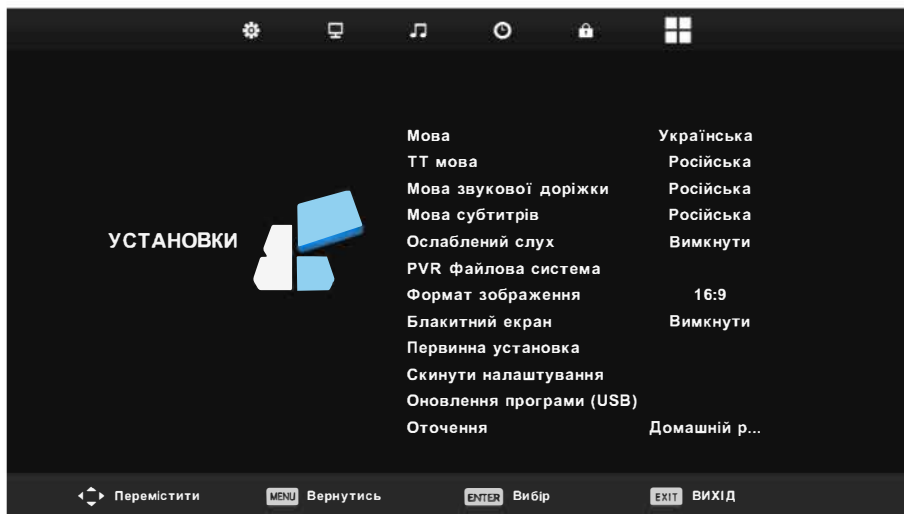 Мова Українська
ТТ мова Російська
Мова звукової доріжки Російська
Мова субтитрів Російська
УСТАНОВКИ
Ослаблений слух Вимкнути
PVR файлова система
Формат зображення 16:9
Блакитний екран Вимкнути
Первинна установка
Скинути налаштування
Оновлення програми (USB)
Оточення Домашній р...
Перемістити MENU Вернутись ENTER Вибір EXIT ВИХІД